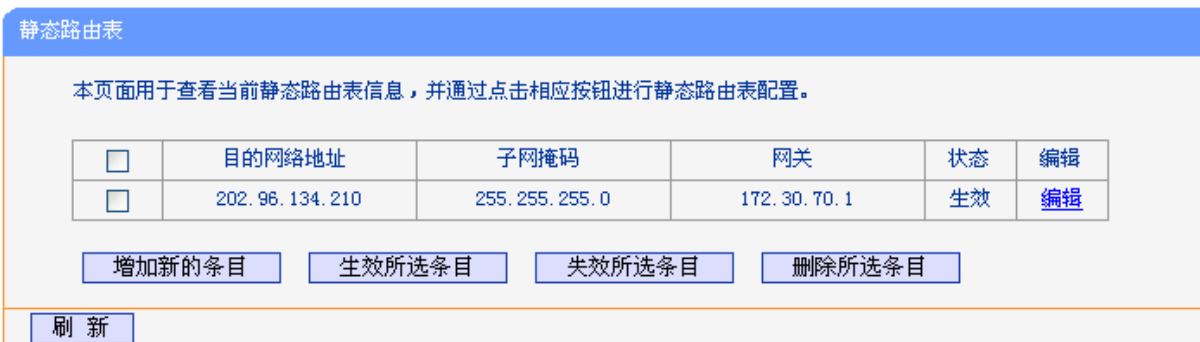 静态路由表
本页面用于查看当前静态路由表信息，并通过点击相应按钮进行静态路由表配置。
目的网络地址 子网掩码 网关 状态 编辑
202.96.134.210 255.255.255.0 172.30.70.1 生效 编辑
增加新的条目 生效所选条目 失效所选条目 删除所选条目
刷 新